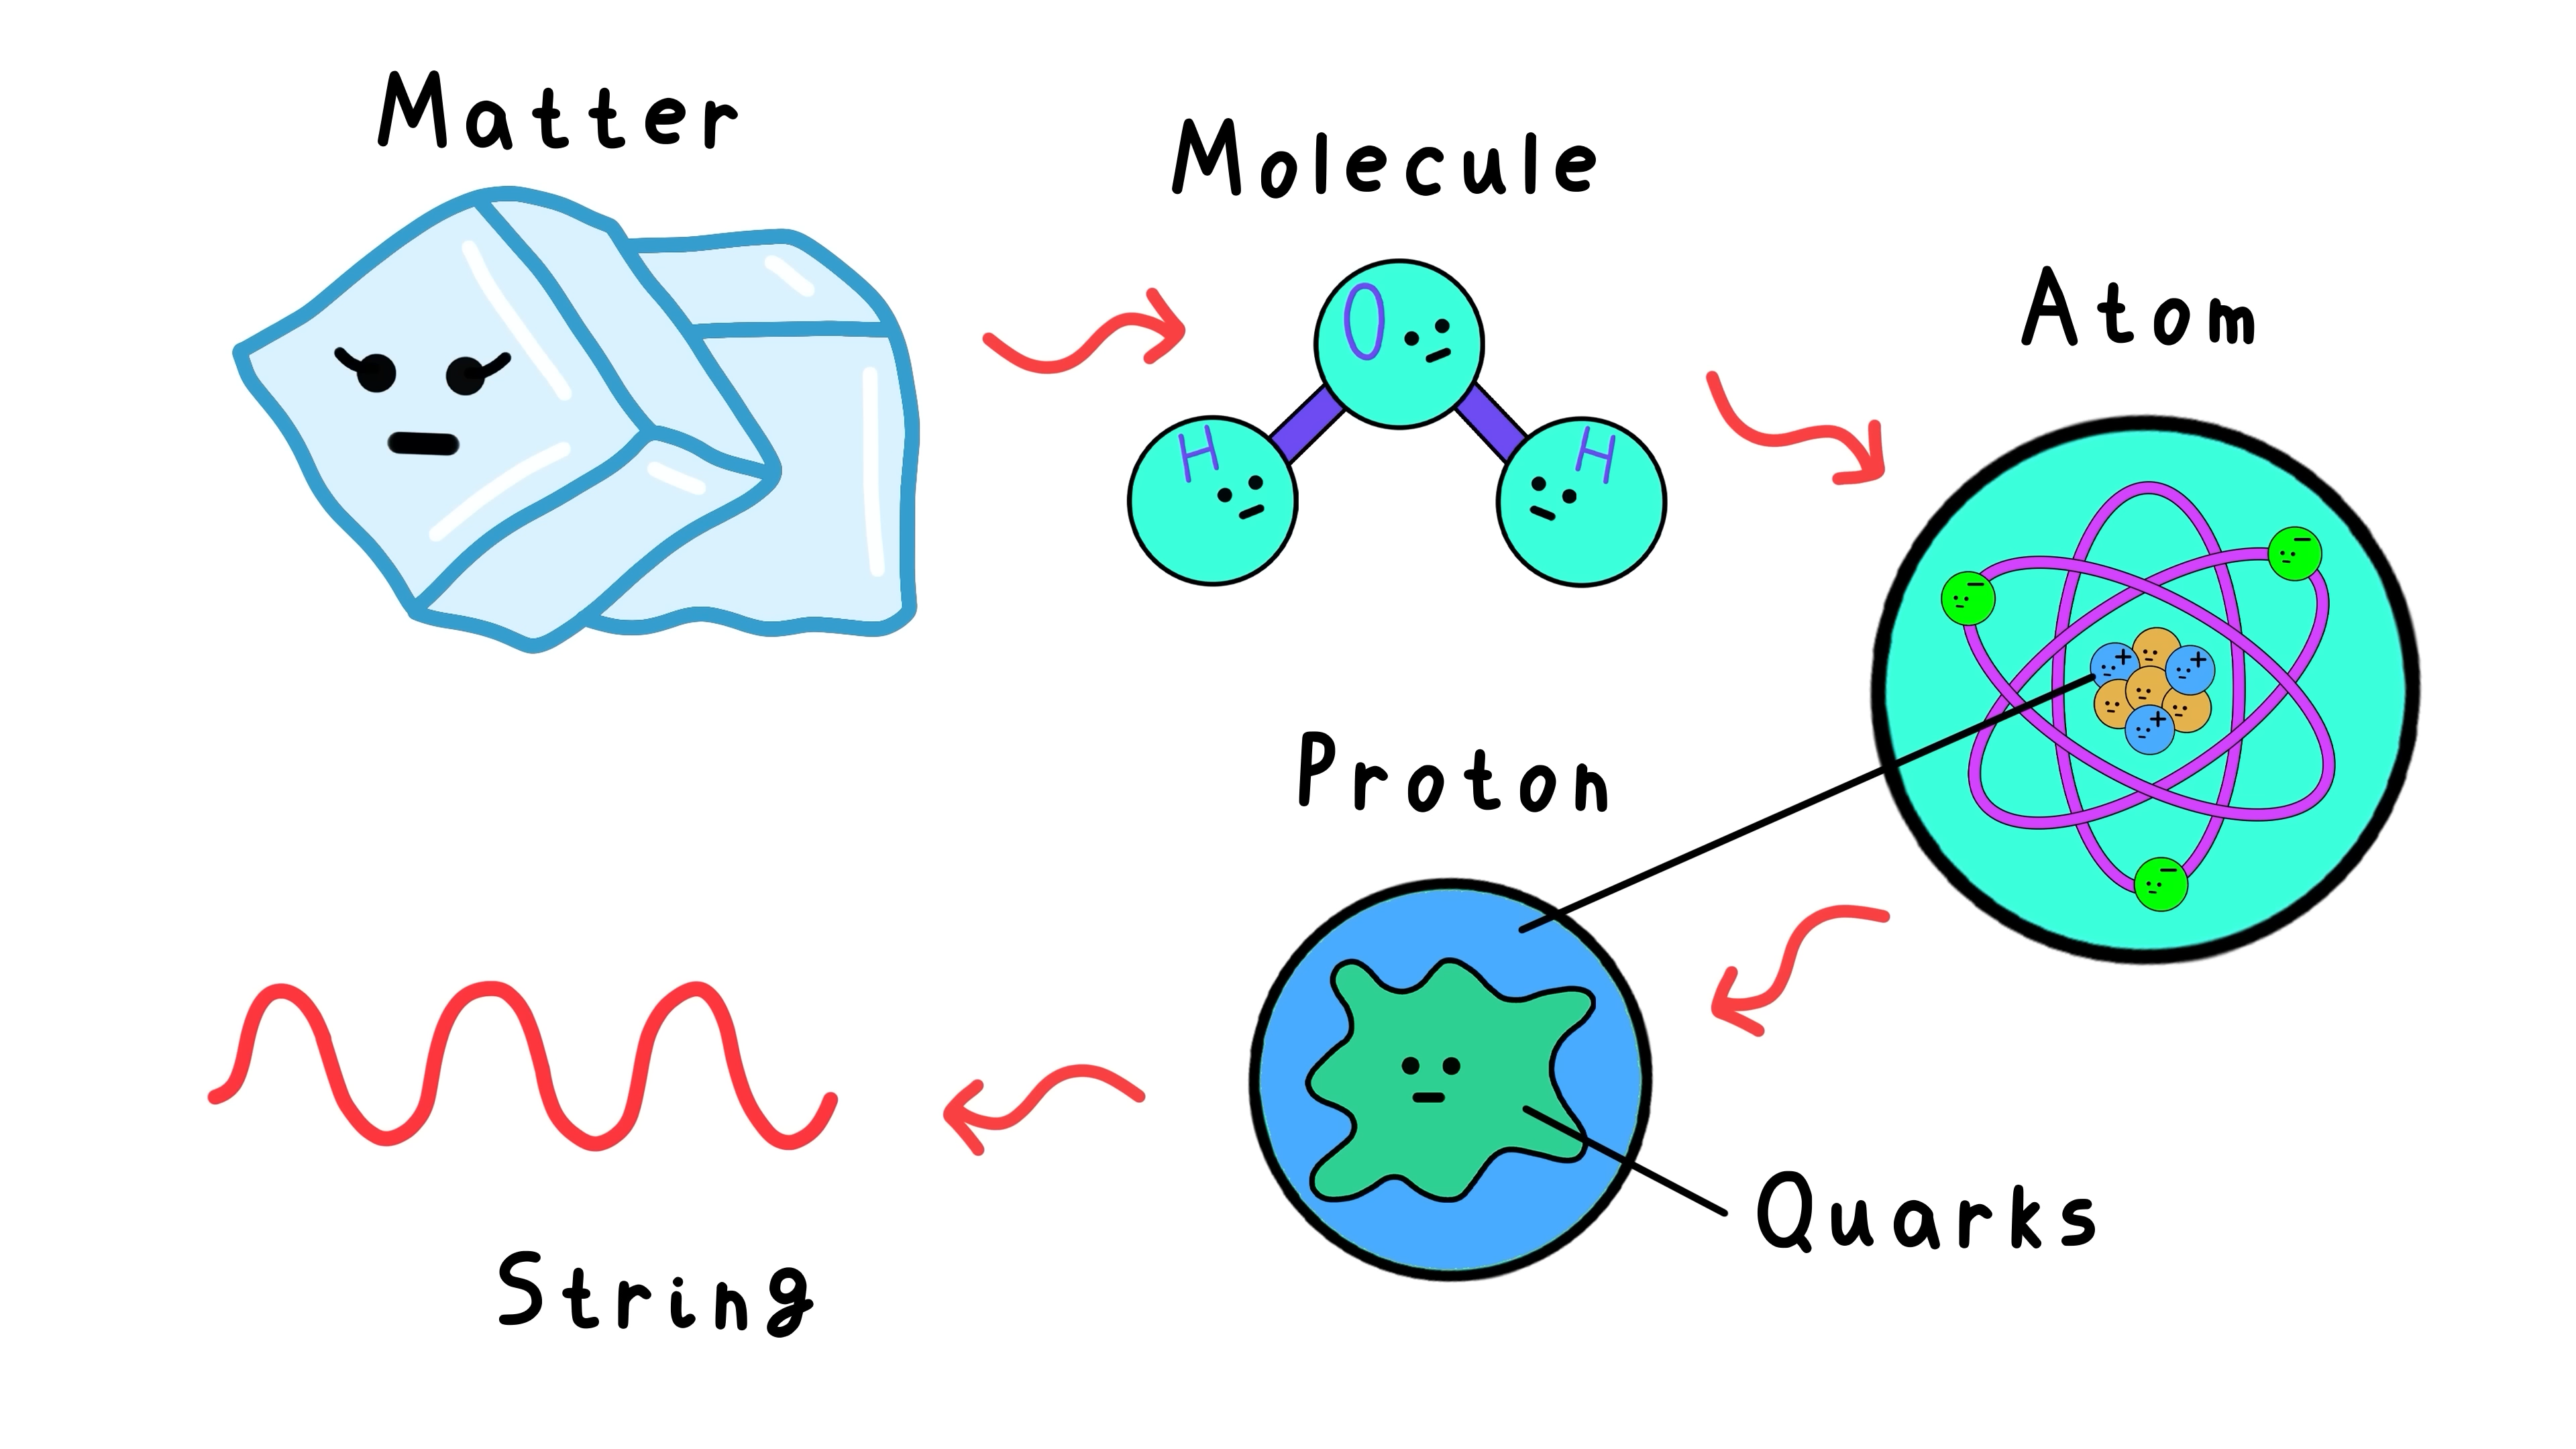 Matter
Molecule
O
H
H
Atom
−
−
+
+
+
−
Proton
Quarks
String